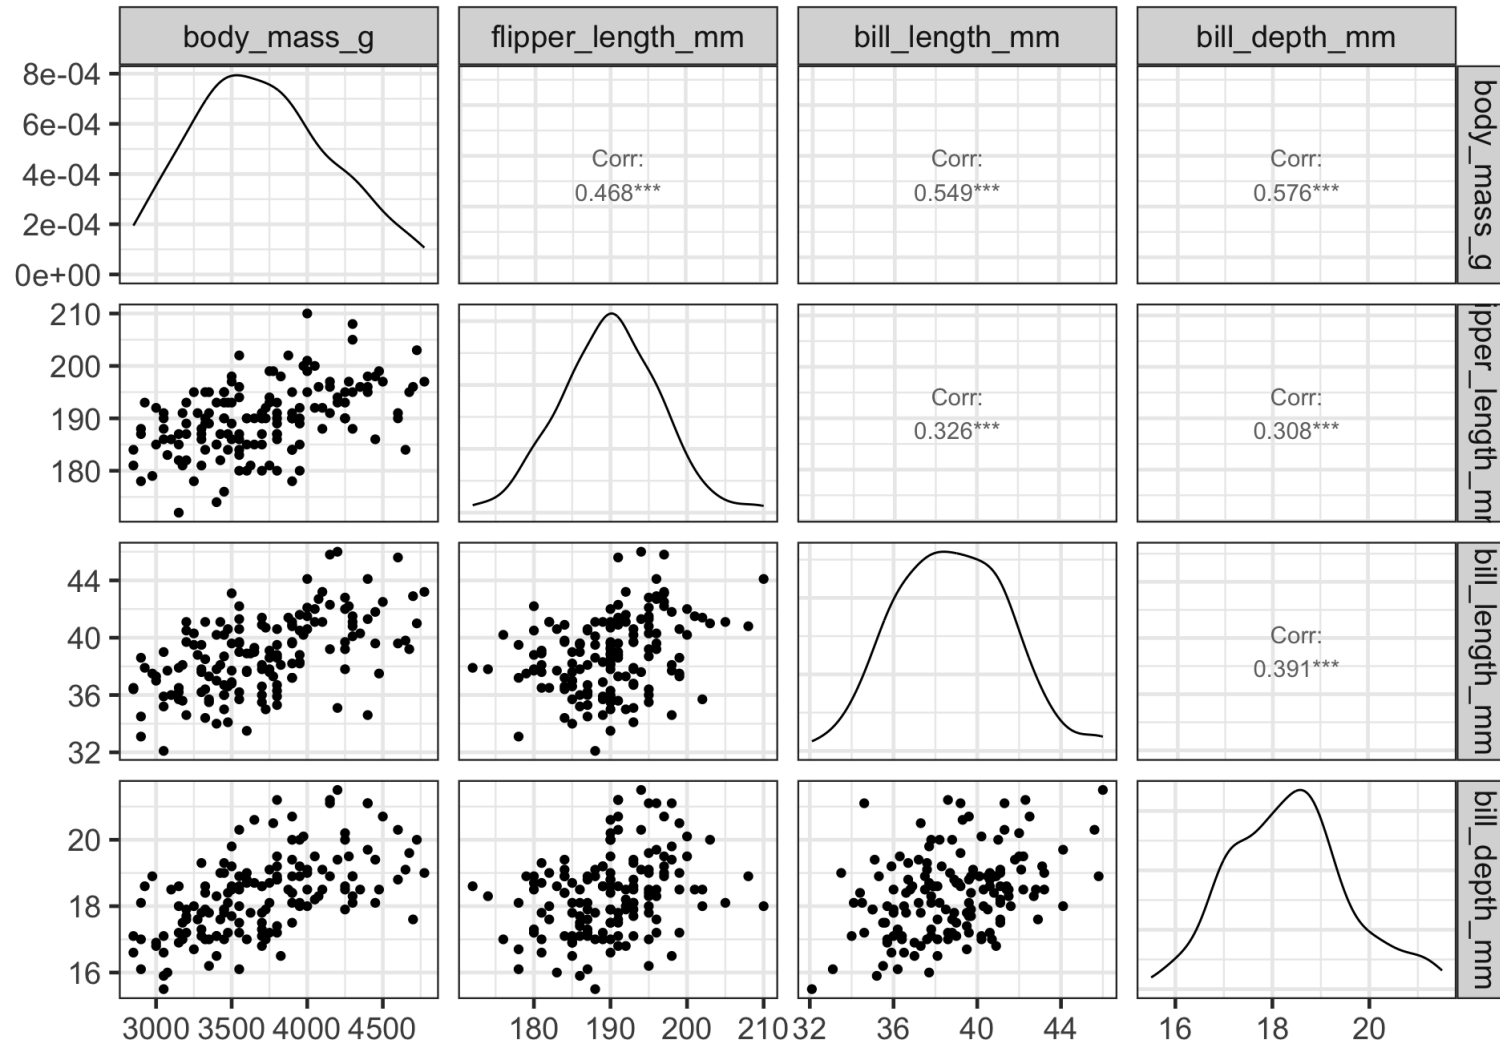 body_mass_g flipper_length_mm bill_length_mm bill_depth_mm
8e-04
6e-04
4e-04
2e-04
0e+00
Corr:
0.468***
Corr:
0.549***
Corr:
0.576***
body_mass_g
210
200
190
180
Corr:
0.326***
Corr:
0.308***
ipper_length_mm
44
40
36
32
Corr:
0.391***
bill_length_mm
20
18
16
bill_depth_mm
3000 3500 4000 4500
180 190 200 210
32 36 40 44
16 18 20